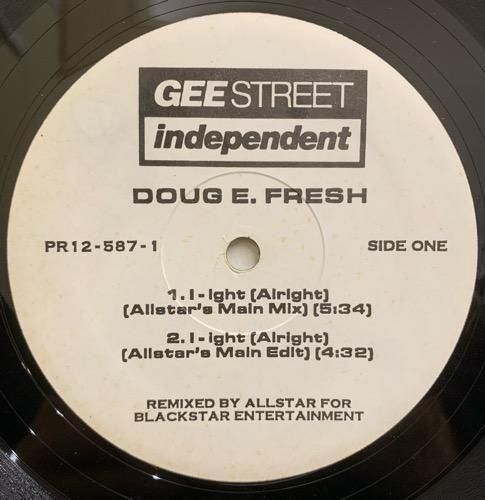 GEE STREET
independent
DOUG E. FRESH
PR12-587-1
SIDE ONE
1. I-ight (Alright)
(Allstar's Main Mix) (5:34)
2. I-ight (Alright)
(Allstar's Main Edit) (4:32)
REMIXED BY ALLSTAR FOR
BLACKSTAR ENTERTAINMENT